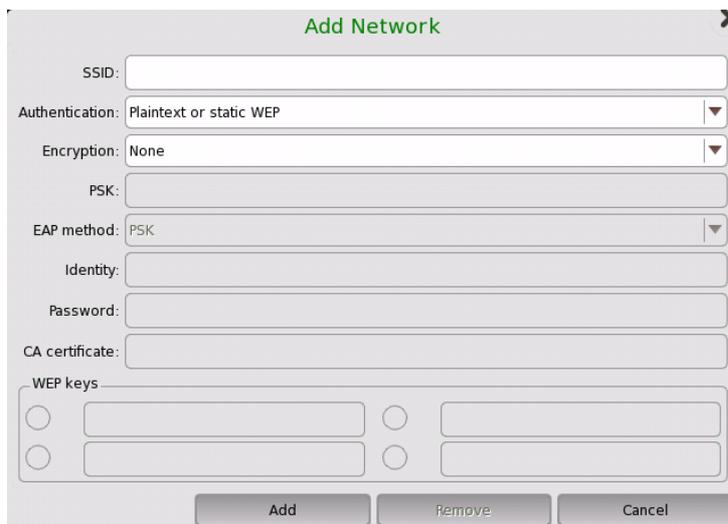 Add Network
SSID:
Authentication: Plaintext or static WEP
Encryption: None
PSK:
EAP method: PSK
Identity:
Password:
CA certificate:
WEP keys
Add Remove Cancel